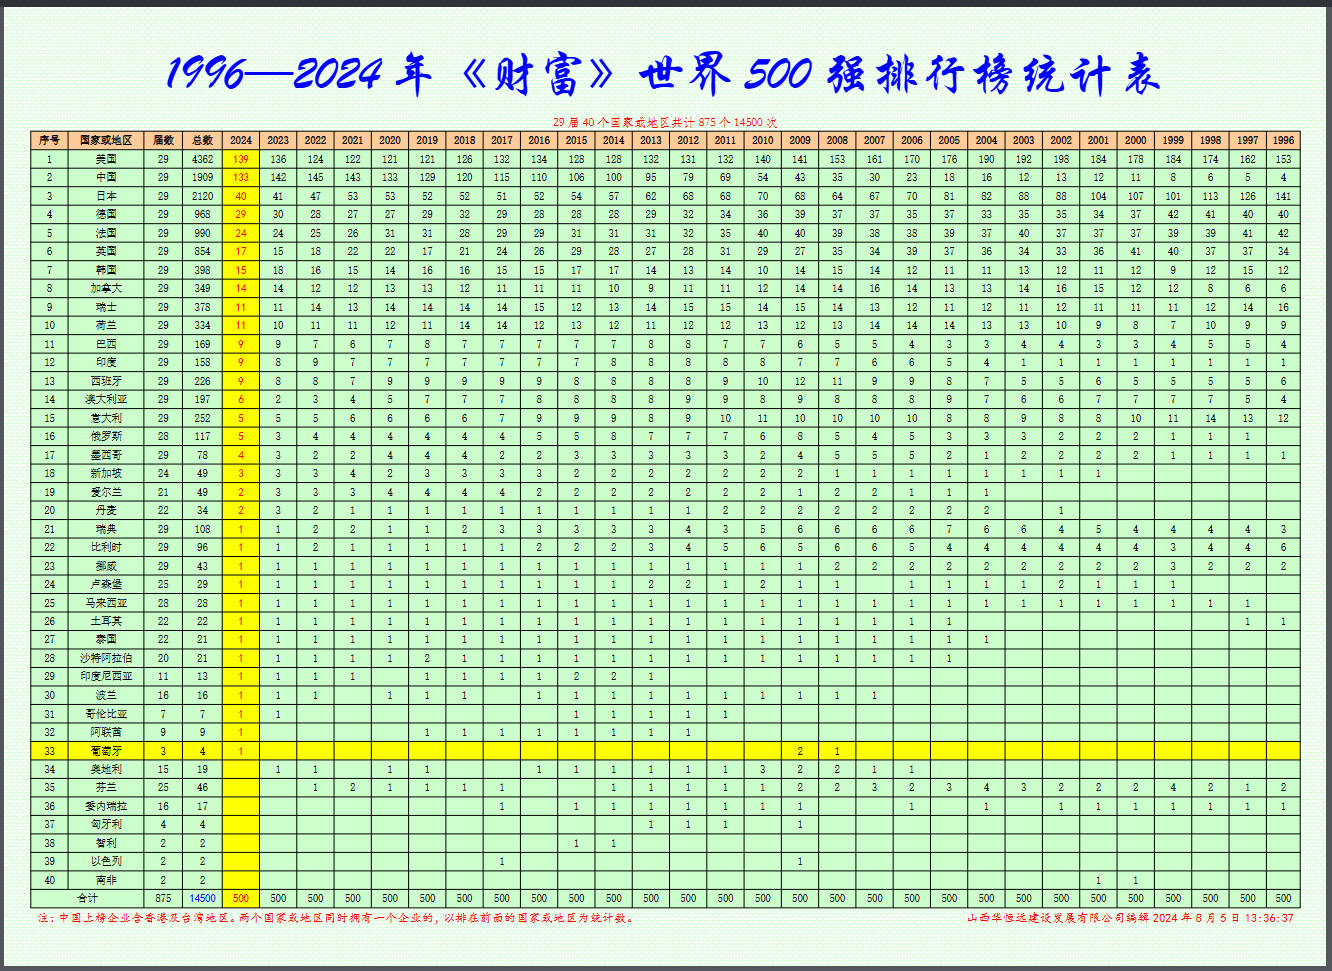 1996—2024 年《财富》世界 500 强排行榜统计表
29 届 40 个国家或地区共计 875 个 14500 次
序号 国家或地区 届数 总数 2024 2023 2022 2021 2020 2019 2018 2017 2016 2015 2014 2013 2012 2011 2010 2009 2008 2007 2006 2005 2004 2003 2002 2001 2000 1999 1998 1997 1996
1 美国 29 4362 139 136 124 122 121 121 126 132 134 128 128 132 131 132 140 141 153 161 170 176 190 192 198 184 178 184 174 162 153
2 中国 29 1909 133 142 145 143 133 129 120 115 110 106 100 95 79 69 54 43 35 30 23 18 16 12 13 12 11 8 6 5 4
3 日本 29 2120 40 41 47 53 53 52 52 51 52 54 57 62 68 68 70 68 64 67 70 81 82 88 88 104 107 101 113 126 141
4 德国 29 968 29 30 28 27 27 29 32 29 28 28 28 29 32 34 36 39 37 37 35 37 33 35 35 34 37 42 41 40 40
5 法国 29 990 24 24 25 26 31 31 28 29 29 31 31 31 32 35 40 40 39 38 38 39 37 40 37 37 37 39 39 41 42
6 英国 29 854 17 15 18 22 22 17 21 24 26 29 28 27 28 31 29 27 35 34 39 37 36 34 33 36 41 40 37 37 34
7 韩国 29 398 15 18 16 15 14 16 16 15 15 17 17 14 13 14 10 14 15 14 12 11 11 13 12 11 12 9 12 15 12
8 加拿大 29 349 14 14 12 12 13 13 12 11 11 11 10 9 11 11 12 14 14 16 14 13 13 14 16 15 12 12 8 6 6
9 瑞士 29 378 11 11 14 13 14 14 14 14 15 12 13 14 15 15 14 15 14 13 12 11 12 11 12 11 11 11 12 14 16
10 荷兰 29 334 11 10 11 11 12 11 14 14 12 13 12 11 12 12 13 12 13 14 14 14 13 13 10 9 8 7 10 9 9
11 巴西 29 169 9 9 7 6 7 8 7 7 7 7 7 8 8 7 7 6 5 5 4 3 3 4 4 3 3 4 5 5 4
12 印度 29 158 9 8 9 7 7 7 7 7 7 7 8 8 8 8 8 7 7 6 6 5 4 1 1 1 1 1 1 1 1
13 西班牙 29 226 9 8 8 7 9 9 9 9 9 8 8 8 8 9 10 12 11 9 9 8 7 5 5 6 5 5 5 5 6
14 澳大利亚 29 197 6 2 3 4 5 7 7 7 8 8 8 8 9 9 8 9 8 8 8 9 7 6 6 7 7 7 7 5 4
15 意大利 29 252 5 5 5 6 6 6 6 7 9 9 9 8 9 10 11 10 10 10 10 8 8 9 8 8 10 11 14 13 12
16 俄罗斯 28 117 5 3 4 4 4 4 4 4 5 5 8 7 7 7 6 8 5 4 5 3 3 3 2 2 2 1 1 1
17 墨西哥 29 78 4 3 2 2 4 4 4 2 2 3 3 3 3 3 2 4 5 5 5 2 1 2 2 2 2 1 1 1 1
18 新加坡 24 49 3 3 3 4 2 3 3 3 3 2 2 2 2 2 2 2 1 1 1 1 1 1 1 1
19 爱尔兰 21 49 2 3 3 3 4 4 4 4 2 2 2 2 2 2 2 1 2 2 1 1 1
20 丹麦 22 34 2 3 2 1 1 1 1 1 1 1 1 1 1 2 2 2 2 2 2 2 2 1
21 瑞典 29 108 1 1 2 2 1 1 2 3 3 3 3 3 4 3 5 6 6 6 6 7 6 6 4 5 4 4 4 4 3
22 比利时 29 96 1 1 2 1 1 1 1 1 2 2 2 3 4 5 6 5 6 6 5 4 4 4 4 4 4 3 4 4 6
23 挪威 29 43 1 1 1 1 1 1 1 1 1 1 1 1 1 1 1 1 2 2 2 2 2 2 2 2 2 3 2 2 2
24 卢森堡 25 29 1 1 1 1 1 1 1 1 1 1 1 2 2 1 2 1 1 1 1 1 1 2 1 1 1
25 马来西亚 28 28 1 1 1 1 1 1 1 1 1 1 1 1 1 1 1 1 1 1 1 1 1 1 1 1 1 1 1 1
26 土耳其 22 22 1 1 1 1 1 1 1 1 1 1 1 1 1 1 1 1 1 1 1 1 1 1
27 泰国 22 21 1 1 1 1 1 1 1 1 1 1 1 1 1 1 1 1 1 1 1 1 1
28 沙特阿拉伯 20 21 1 1 1 1 1 2 1 1 1 1 1 1 1 1 1 1 1 1 1 1
29 印度尼西亚 11 13 1 1 1 1 1 1 1 1 2 2 1
30 波兰 16 16 1 1 1 1 1 1 1 1 1 1 1 1 1 1 1 1
31 哥伦比亚 7 7 1 1 1 1 1 1 1
32 阿联酋 9 9 1 1 1 1 1 1 1 1 1
33 葡萄牙 3 4 1 2 1
34 奥地利 15 19 1 1 1 1 1 1 1 1 1 1 3 2 2 1 1
35 芬兰 25 46 1 2 1 1 1 1 1 1 1 1 1 2 2 3 2 3 4 3 2 2 2 4 2 1 2
36 委内瑞拉 16 17 1 1 1 1 1 1 1 1 1 1 1 1 1 1 1 1 1
37 匈牙利 4 4 1 1 1 1
38 智利 2 2 1 1
39 以色列 2 2 1 1
40 南非 2 2 1 1
合计 875 14500 500 500 500 500 500 500 500 500 500 500 500 500 500 500 500 500 500 500 500 500 500 500 500 500 500 500 500 500 500
注：中国上榜企业含香港及台湾地区。两个国家或地区同时拥有一个企业的，以排在前面的国家或地区为统计数。 山西华恒远建设发展有限公司编辑 2024 年 8 月 5 日 13:36:37